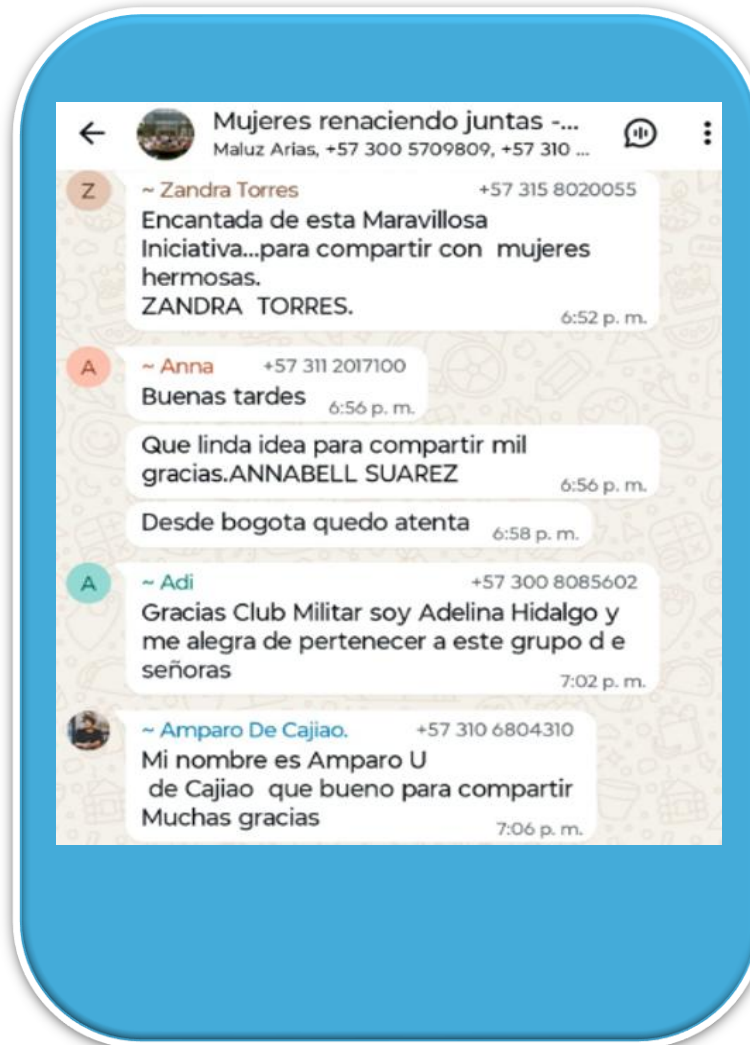 Mujeres renaciendo juntas -...
Maluz Arias, +57 300 5709809, +57 310 ...
Z ~ Zandra Torres +57 315 8020055
Encantada de esta Maravillosa
Iniciativa...para compartir con mujeres
hermosas.
ZANDRA TORRES.
6:52 p. m.
A ~ Anna +57 311 2017100
Buenas tardes 6:56 p. m.
Que linda idea para compartir mil
gracias.ANNABELL SUAREZ 6:56 p. m.
Desde bogota quedo atenta 6:58 p. m.
A ~ Adi +57 300 8085602
Gracias Club Militar soy Adelina Hidalgo y
me alegra de pertenecer a este grupo d e
señoras
7:02 p. m.
~ Amparo De Cajiao. +57 310 6804310
Mi nombre es Amparo U
de Cajiao que bueno para compartir
Muchas gracias
7:06 p. m.